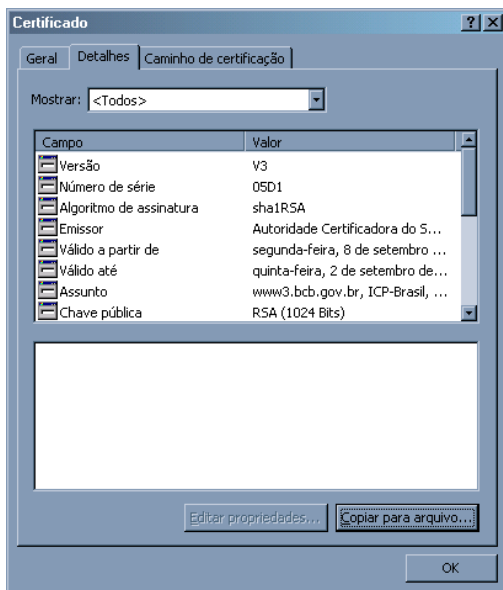 Certificado
Geral Detalhes Caminho de certificação
Mostrar: <Todos>
Campo Valor
Versão V3
Número de série 05D1
Algoritmo de assinatura sha1RSA
Emissor Autoridade Certificadora do S...
Válido a partir de segunda-feira, 8 de setembro ...
Válido até quinta-feira, 2 de setembro de...
Assunto www3.bcb.gov.br, ICP-Brasil, ...
Chave pública RSA (1024 Bits)
Editar propriedades... Copiar para arquivo...
OK